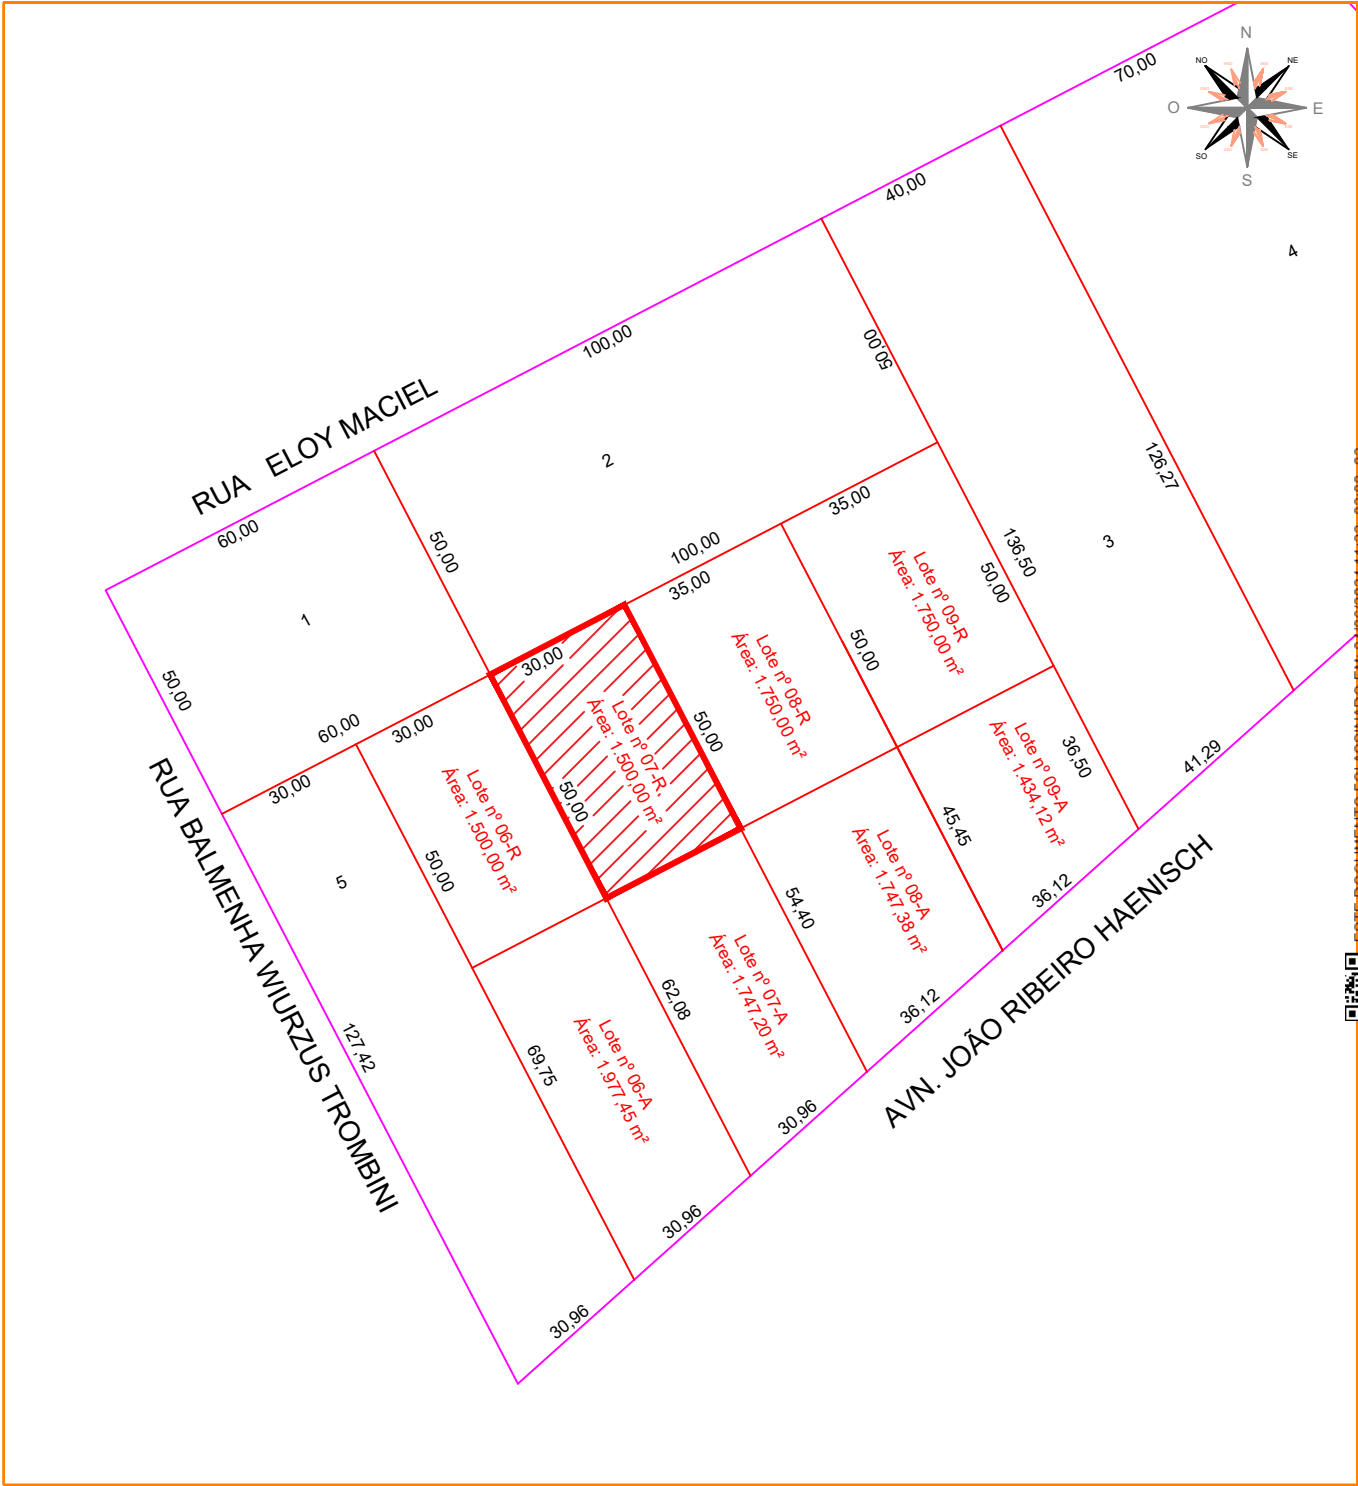 N
NO
NE
O
E
SO
SE
S
70,00
40,00
4
100,00
50,00
RUA ELOY MACIEL
60,00
2
126,27
50,00
100,00
35,00
35,00
136,50
3
50,00
Lote nº 09-R
Área: 1.750,00 m²
1
50,00
30,00
Lote nº 08-R
Área: 1.750,00 m²
50,00
50,00
60,00
30,00
Lote nº 07-R
Área: 1.500,00 m²
50,00
30,00
Lote nº 06-R
Área: 1.500,00 m²
50,00
5
50,00
Lote nº 09-A
Área: 1.434,12 m²
36,50
41,29
45,45
36,12
Lote nº 08-A
Área: 1.747,38 m²
54,40
36,12
Lote nº 07-A
Área: 1.747,20 m²
62,08
30,96
Lote nº 06-A
Área: 1.977,45 m²
69,75
30,96
127,42
30,96
RUA BALMENHA WIURZUS TROMBINI
AVN. JOÃO RIBEIRO HAENISCH